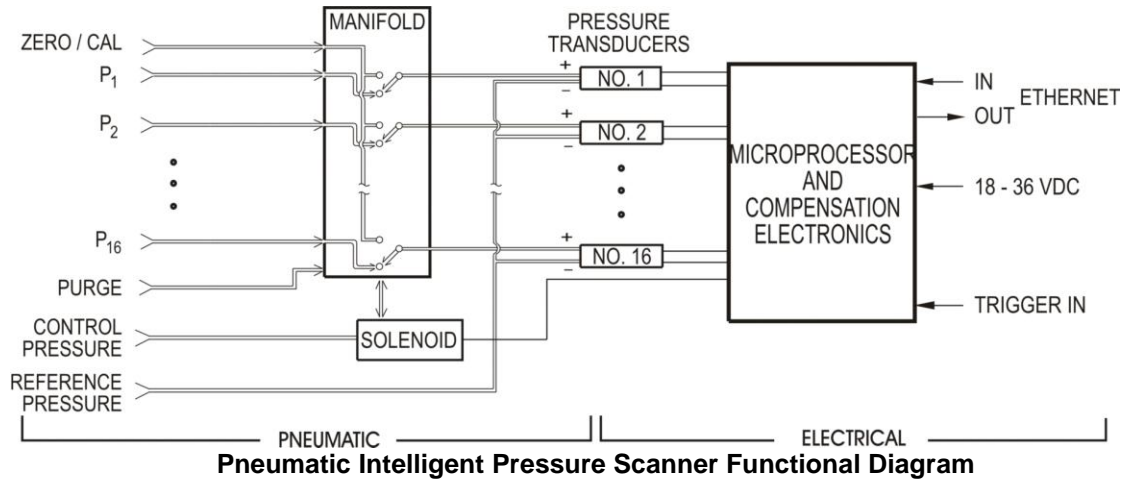 MANIFOLD
PRESSURE
TRANSDUCERS
ZERO / CAL
P1
P2
P16
PURGE
CONTROL
PRESSURE
REFERENCE
PRESSURE
SOLENOID
+
NO. 1
−
+
NO. 2
−
+
NO. 16
−
MICROPROCESSOR
AND
COMPENSATION
ELECTRONICS
IN
OUT
ETHERNET
18 - 36 VDC
TRIGGER IN
PNEUMATIC
ELECTRICAL
Pneumatic Intelligent Pressure Scanner Functional Diagram